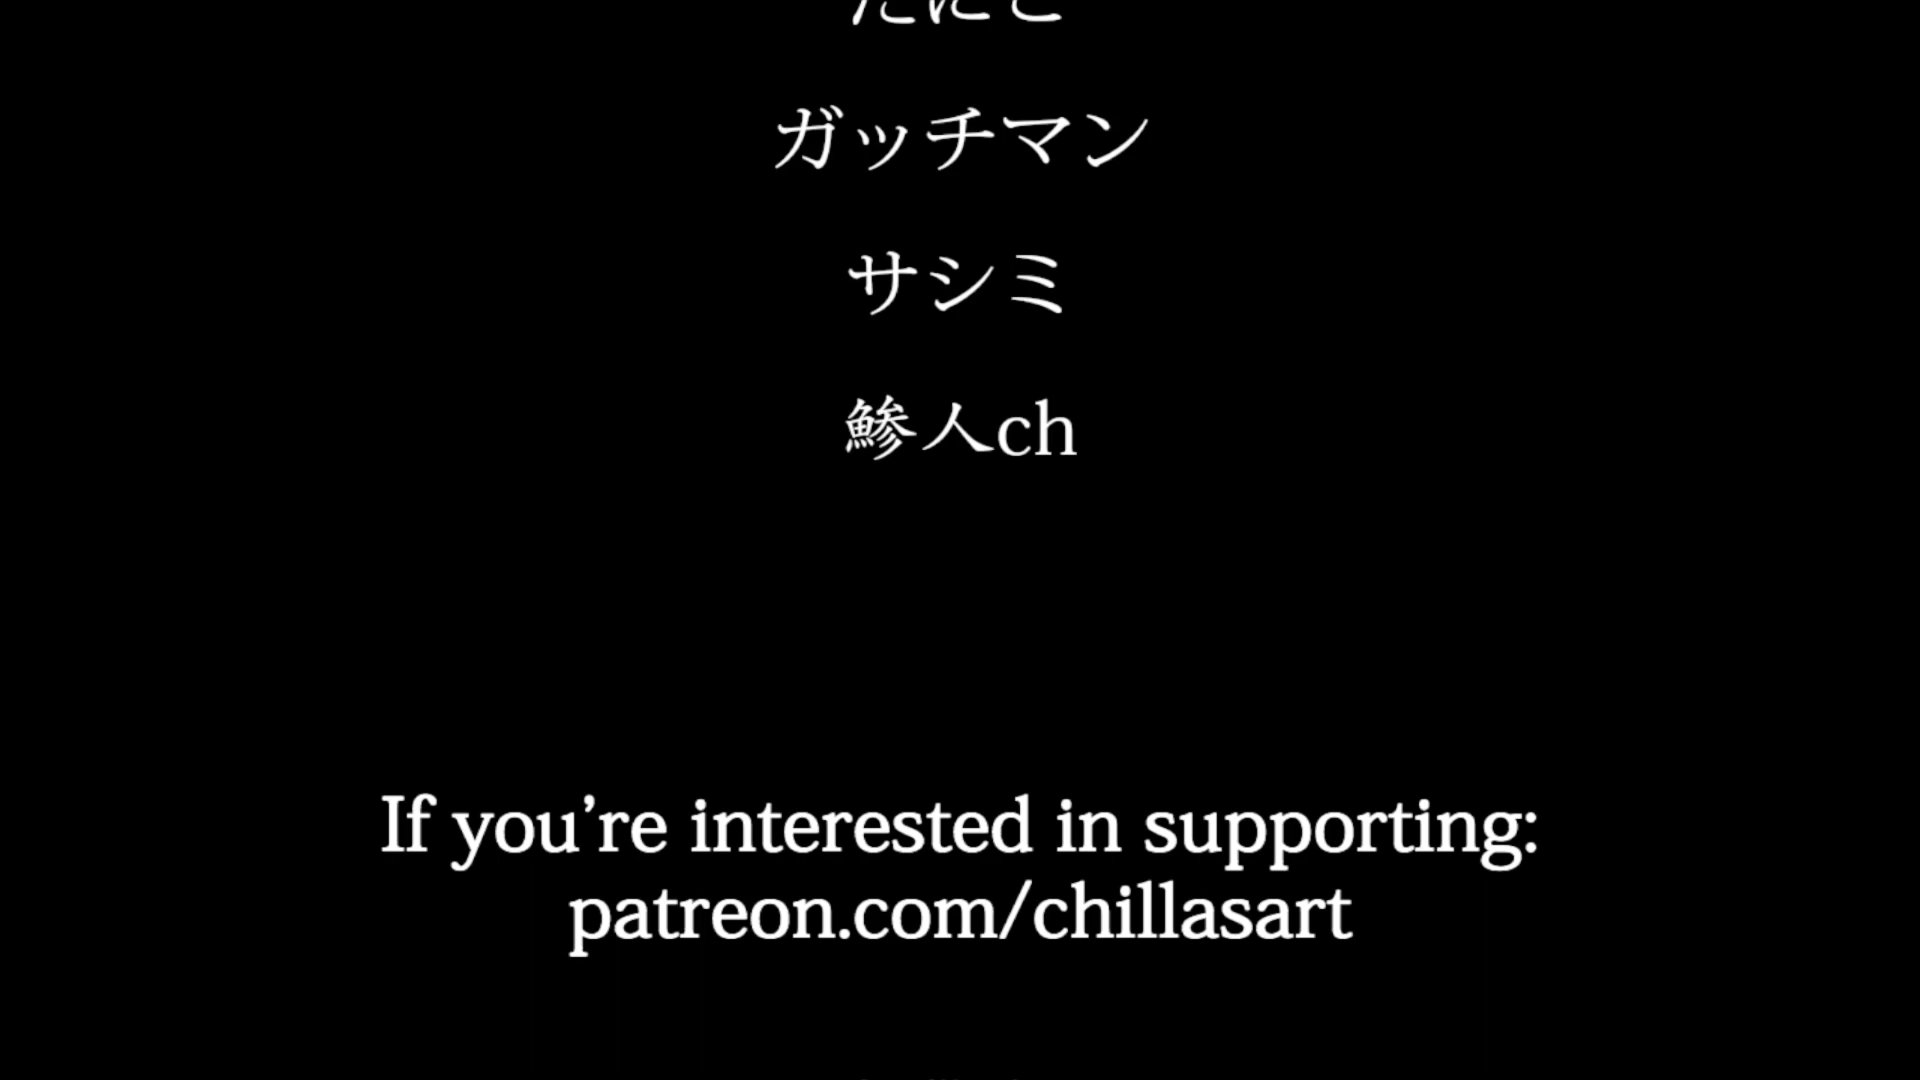 ガッチマン
サシミ
鯵人ch
If you’re interested in supporting:
patreon.com/chillasart